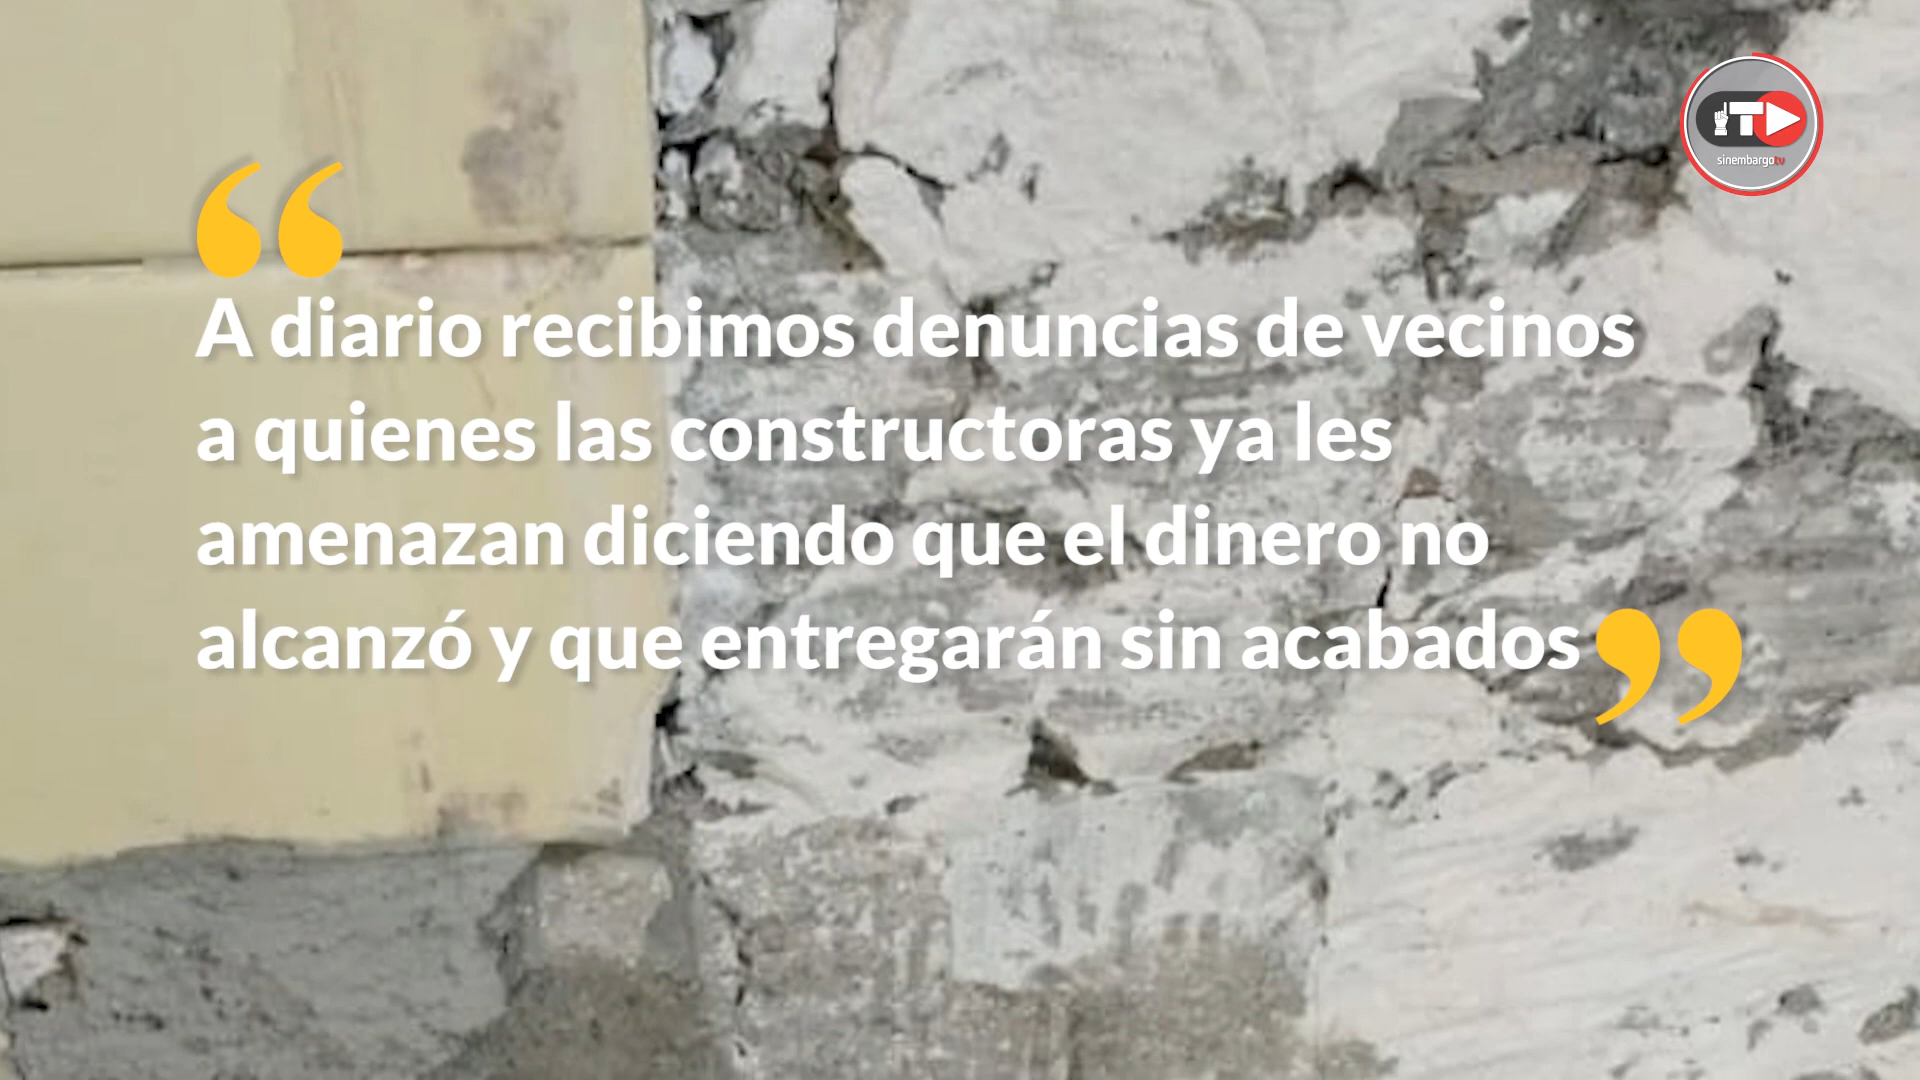 sinembargotv
“
A diario recibimos denuncias de vecinos
a quienes las constructoras ya les
amenazan diciendo que el dinero no
alcanzó y que entregarán sin acabados”